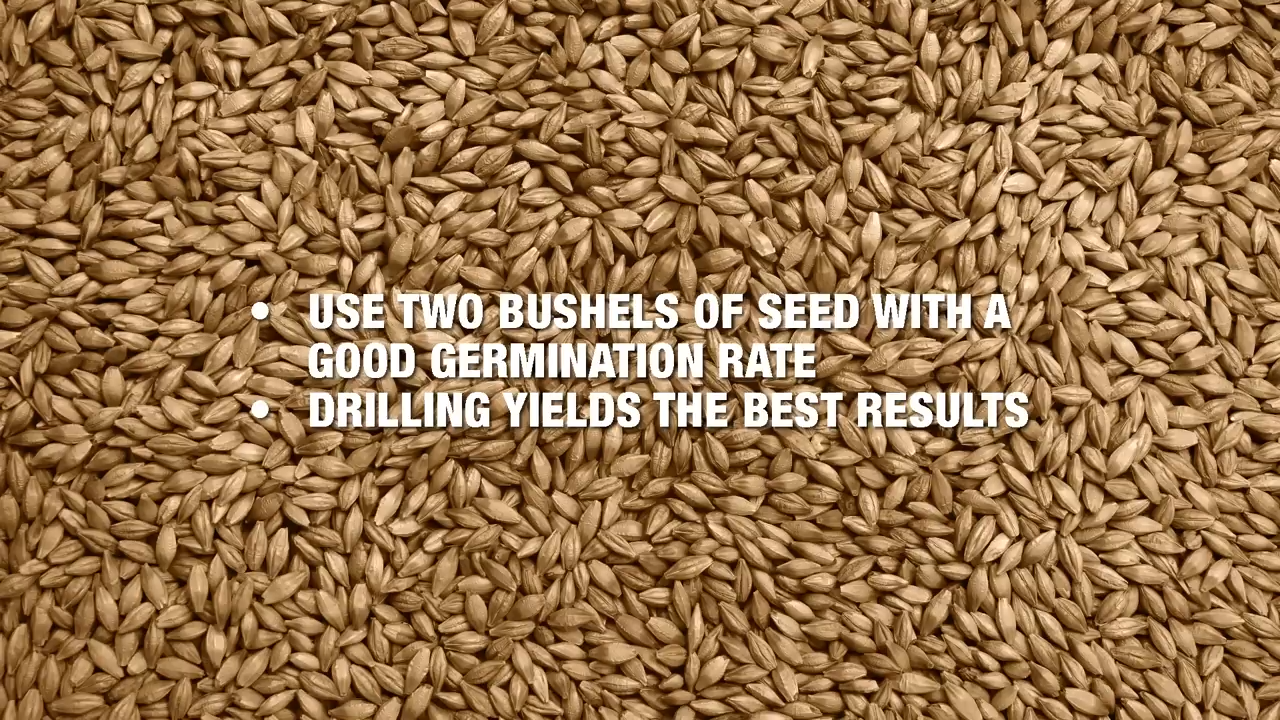 • USE TWO BUSHELS OF SEED WITH A
GOOD GERMINATION RATE
• DRILLING YIELDS THE BEST RESULTS